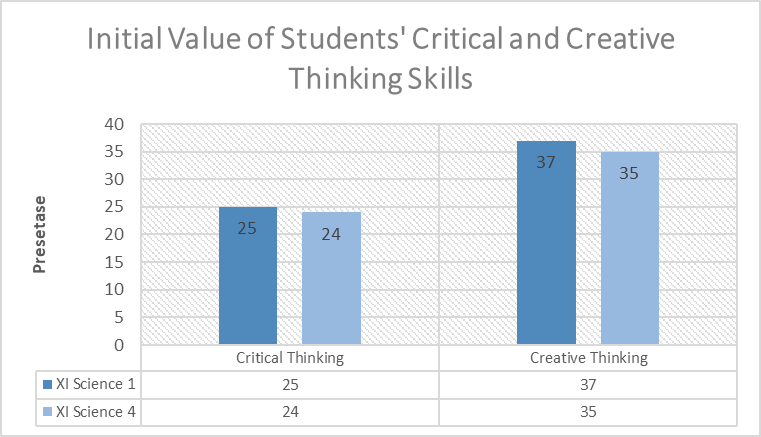 Initial Value of Students' Critical and Creative
Thinking Skills
Presetase
40
35
30
25
20
15
10
5
0
25
24
37
35
Critical Thinking
Creative Thinking
XI Science 1
25
37
XI Science 4
24
35